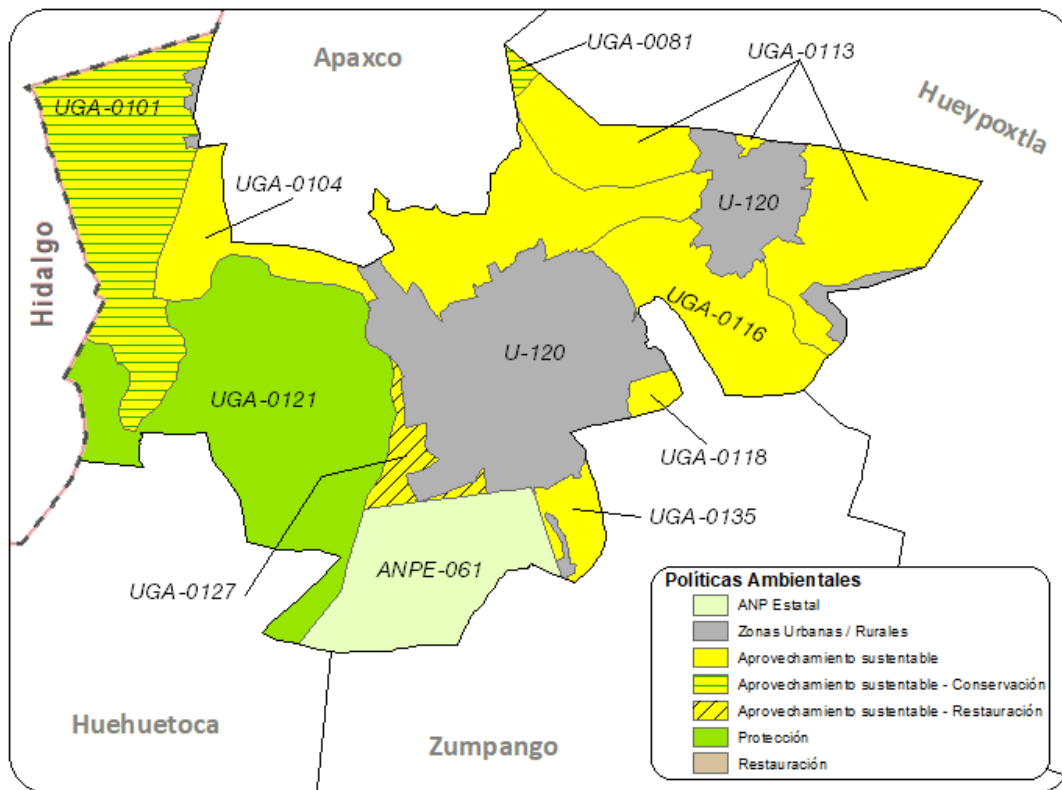 Apaxco
UGA-0081
UGA-0113
Hueypoxtla
UGA-0101
UGA-0104
U-120
Hidalgo
UGA-0116
U-120
UGA-0121
UGA-0118
UGA-0135
ANPE-061
UGA-0127
Huehuetoca
Zumpango
Políticas Ambientales
ANP Estatal
Zonas Urbanas / Rurales
Aprovechamiento sustentable
Aprovechamiento sustentable - Conservación
Aprovechamiento sustentable - Restauración
Protección
Restauración